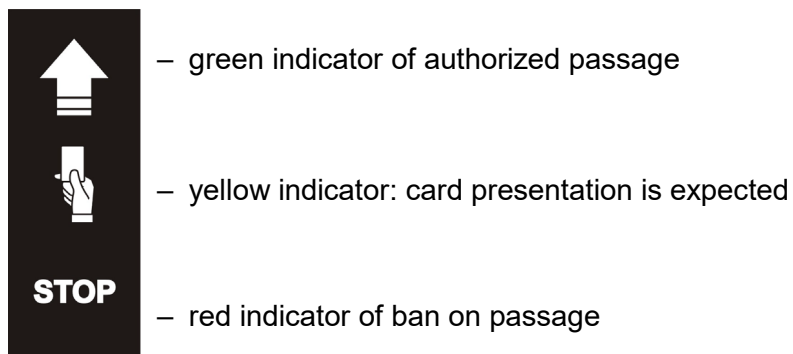 – green indicator of authorized passage
– yellow indicator: card presentation is expected
STOP
– red indicator of ban on passage